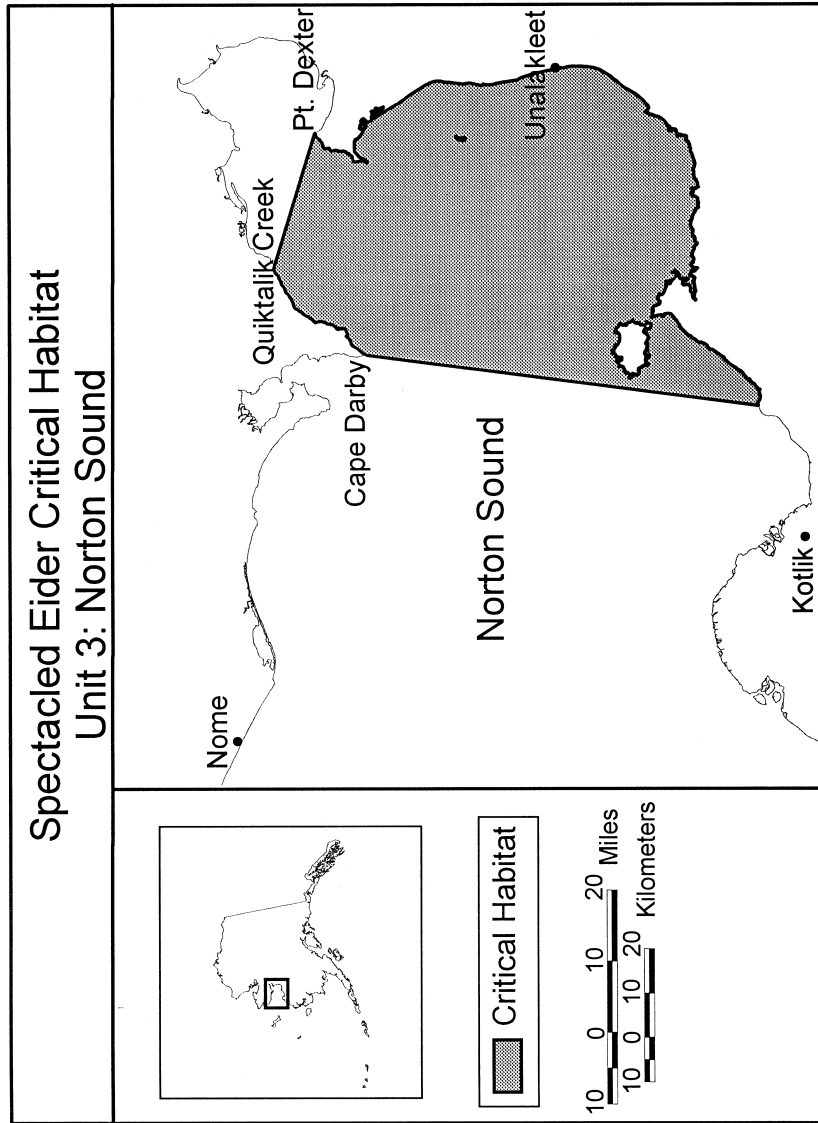 Spectacled Eider Critical Habitat
Unit 3: Norton Sound
Nome
Quiktalik Creek
Pt. Dexter
Cape Darby
Norton Sound
Unalakleet
Kotlik
Critical Habitat
10 0 10 20 Miles
10 0 10 20 Kilometers